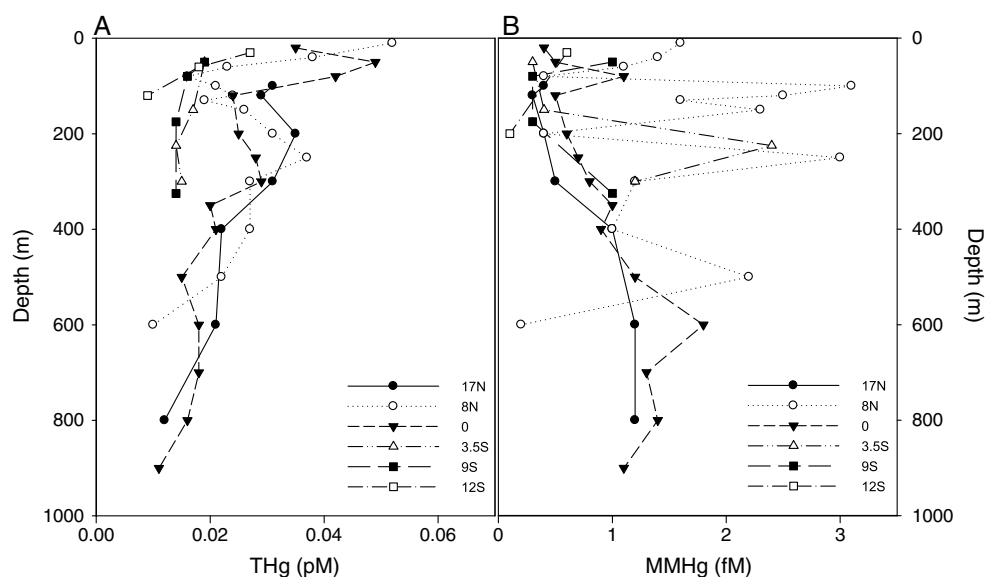 A
B
0
200
400
600
800
1000
Depth (m)
0.00
0.02
0.04
0.06
THg (pM)
17N
8N
0
3.5S
9S
12S
0
1
2
3
MMHg (fM)
17N
8N
0
3.5S
9S
12S
0
200
400
600
800
1000
Depth (m)